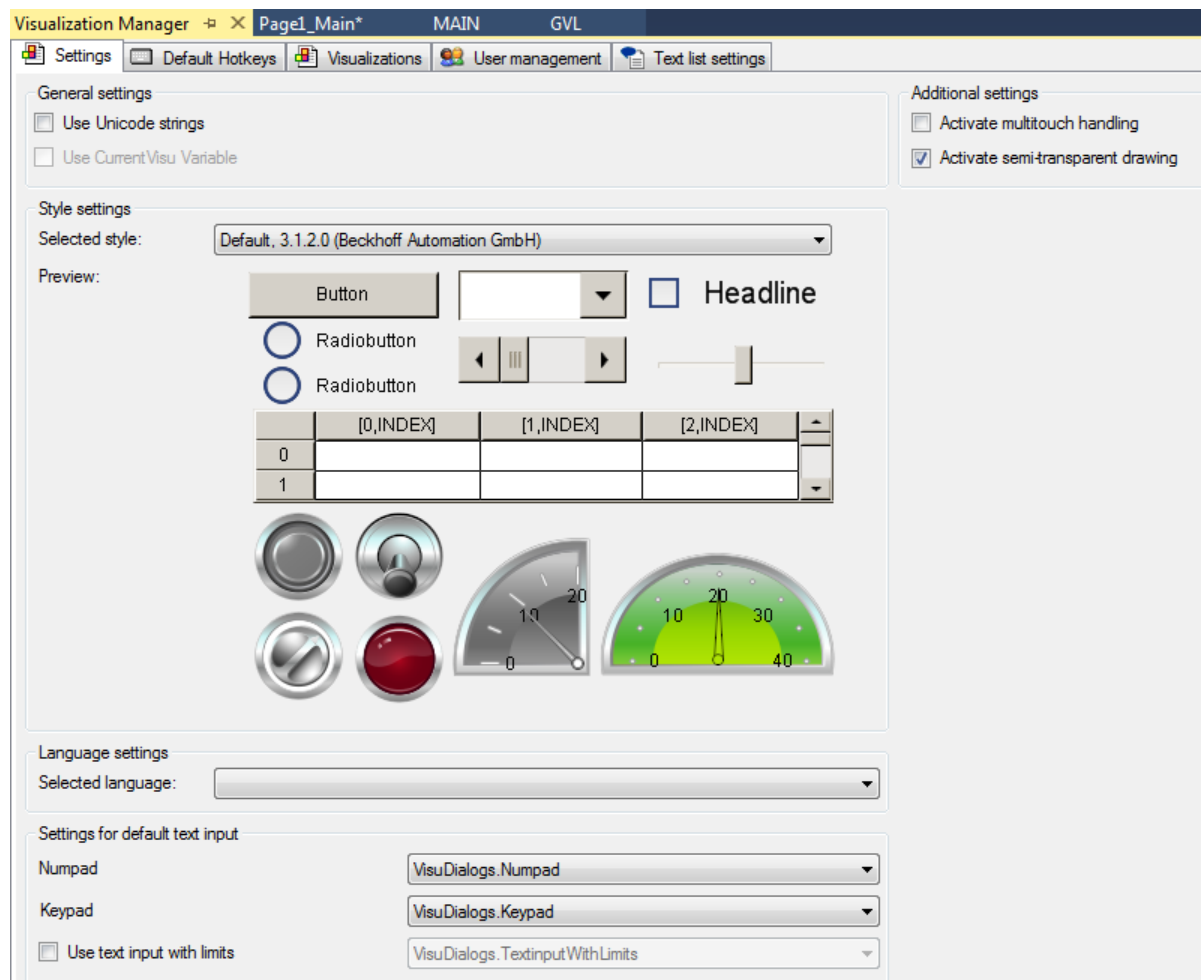 Visualization Manager Page1_Main* MAIN GVL
Settings Default Hotkeys Visualizations User management Text list settings
General settings
Use Unicode strings
Use CurrentVisu Variable
Additional settings
Activate multitouch handling
Activate semi-transparent drawing
Style settings
Selected style: Default, 3.1.2.0 (Beckhoff Automation GmbH)
Preview:
Button Headline
Radiobutton
Radiobutton
[0,INDEX] [1,INDEX] [2,INDEX]
0
1
0 10 20
0 10 20 30 40
Language settings
Selected language:
Settings for default text input
Numpad VisuDialogs.Numpad
Keypad VisuDialogs.Keypad
Use text input with limits VisuDialogs.TextinputWithLimits